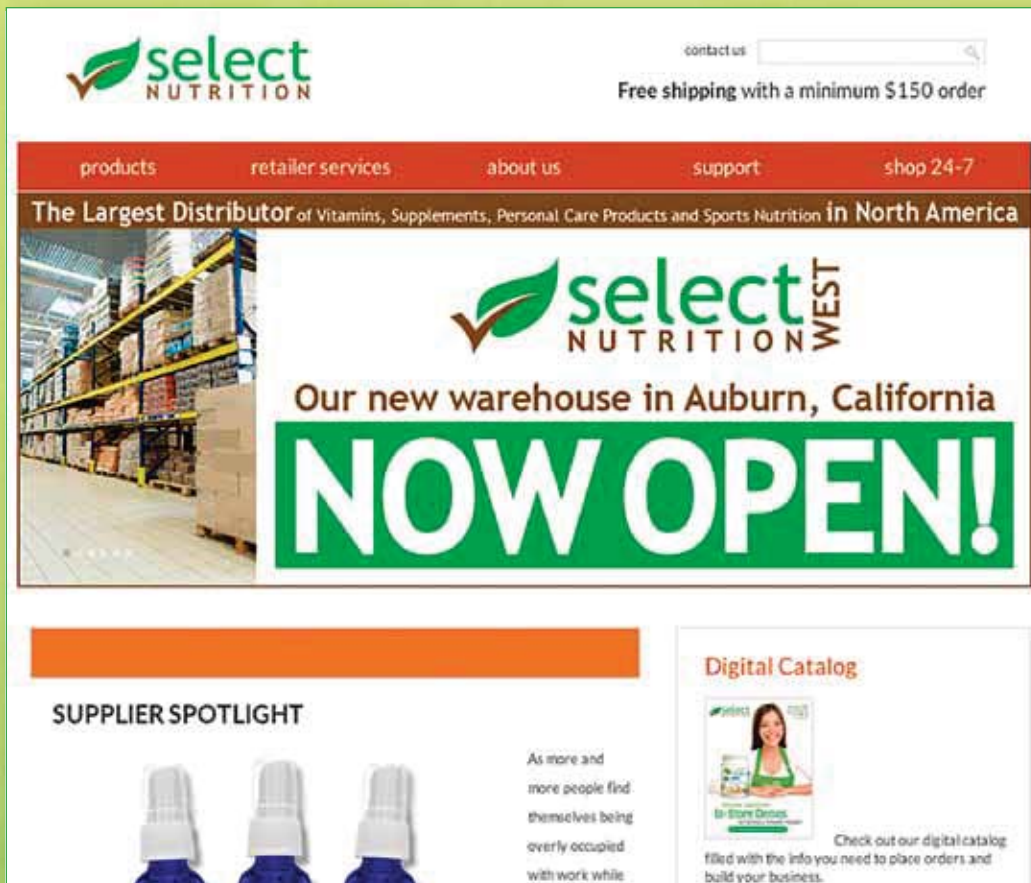 select
NUTRITION
contact us
Free shipping with a minimum $150 order
products retailer services about us support shop 24-7
The Largest Distributor of Vitamins, Supplements, Personal Care Products and Sports Nutrition in North America
select
NUTRITION WEST
Our new warehouse in Auburn, California
NOW OPEN!
SUPPLIER SPOTLIGHT
As more and
more people find
themselves being
overly occupied
with work while
Digital Catalog
select
Check out our digital catalog
filled with the info you need to place orders and
build your business.